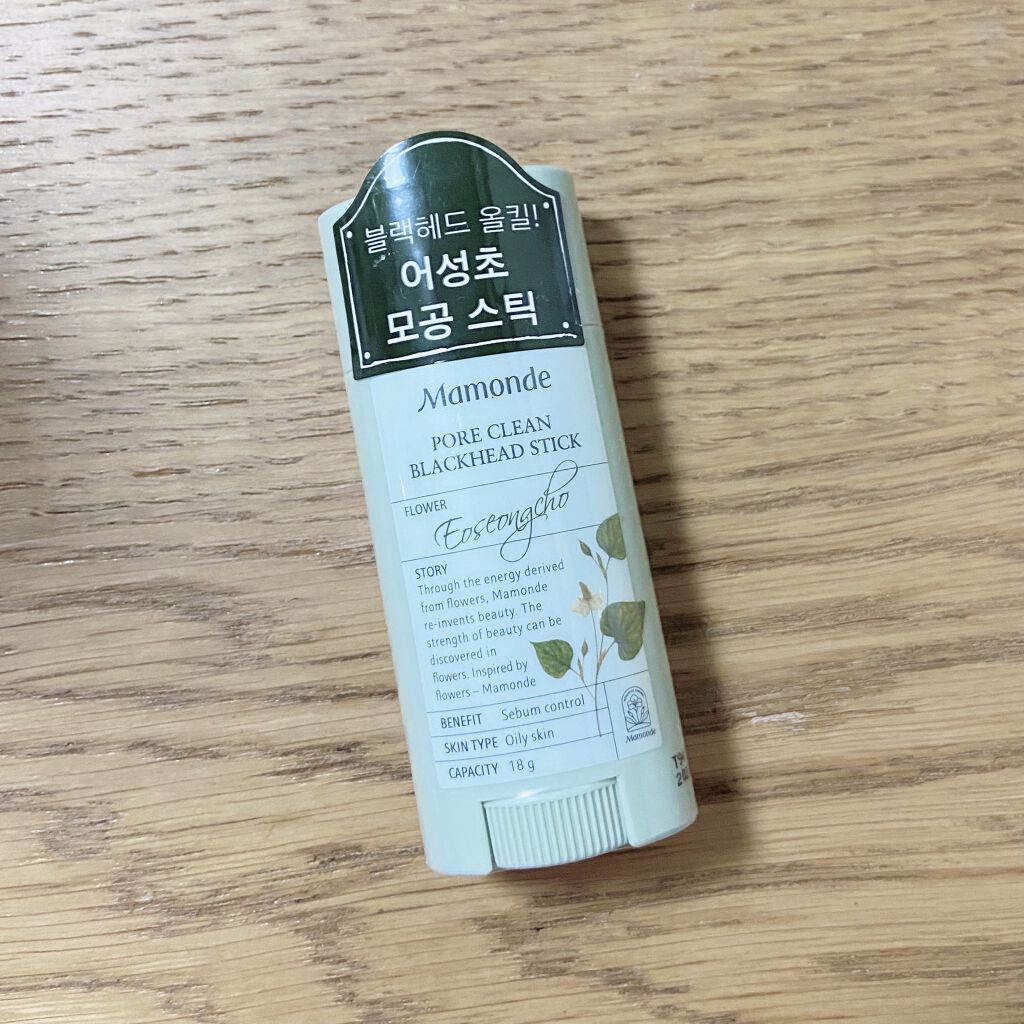 블랙헤드 올킬!
어성초
모공 스틱
Mamonde
PORE CLEAN
BLACKHEAD STICK
FLOWER
Eoseongcho
STORY
Through the energy derived
from flowers, Mamonde
re-invents beauty. The
strength of beauty can be
discovered in
flowers. Inspired by
flowers – Mamonde
BENEFIT Sebum control
SKIN TYPE Oily skin
CAPACITY 18 g
Mamonde